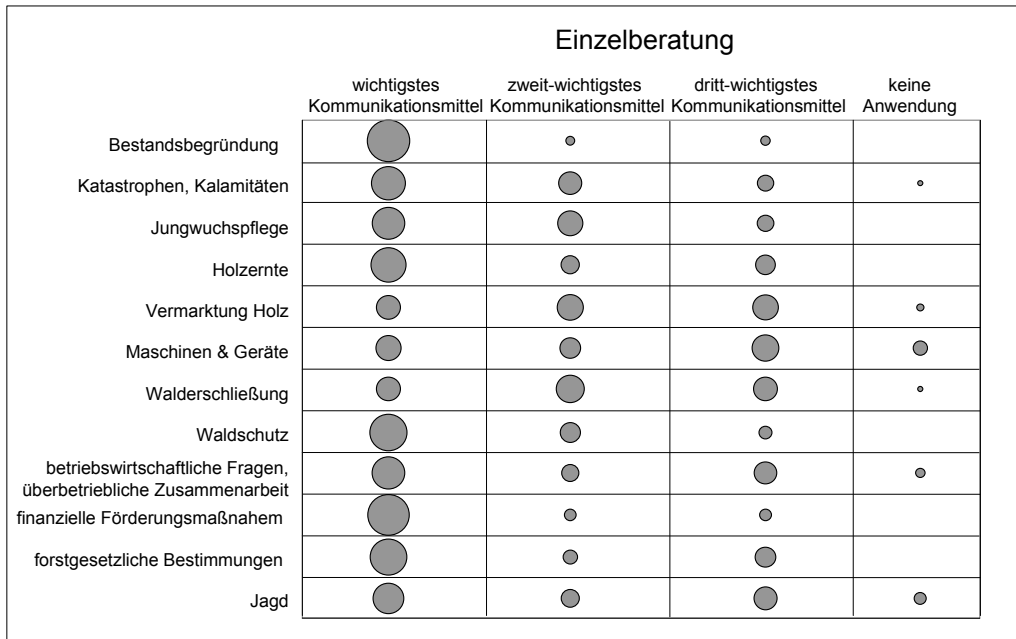 Einzelberatung
wichtigstes
Kommunikationsmittel
zweit-wichtigstes
Kommunikationsmittel
dritt-wichtigstes
Kommunikationsmittel
keine
Anwendung
Bestandsbegründung
Katastrophen, Kalamitäten
Jungwuchspflege
Holzernte
Vermarktung Holz
Maschinen & Geräte
Walderschließung
Waldschutz
betriebswirtschaftliche Fragen,
überbetriebliche Zusammenarbeit
finanzielle Förderungsmaßnahem
forstgesetzliche Bestimmungen
Jagd